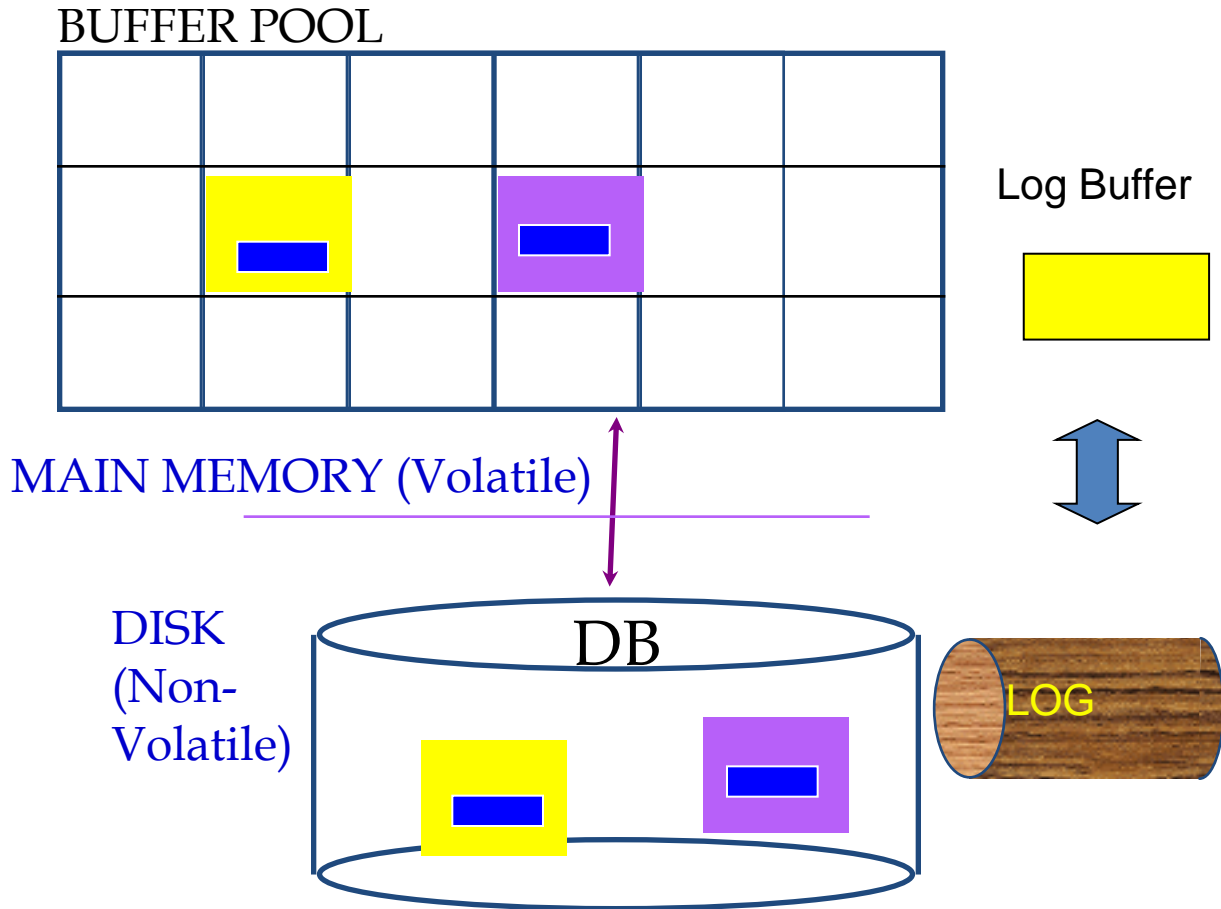 BUFFER POOL
Log Buffer
MAIN MEMORY (Volatile)
DISK
(Non-
Volatile)
DB
LOG